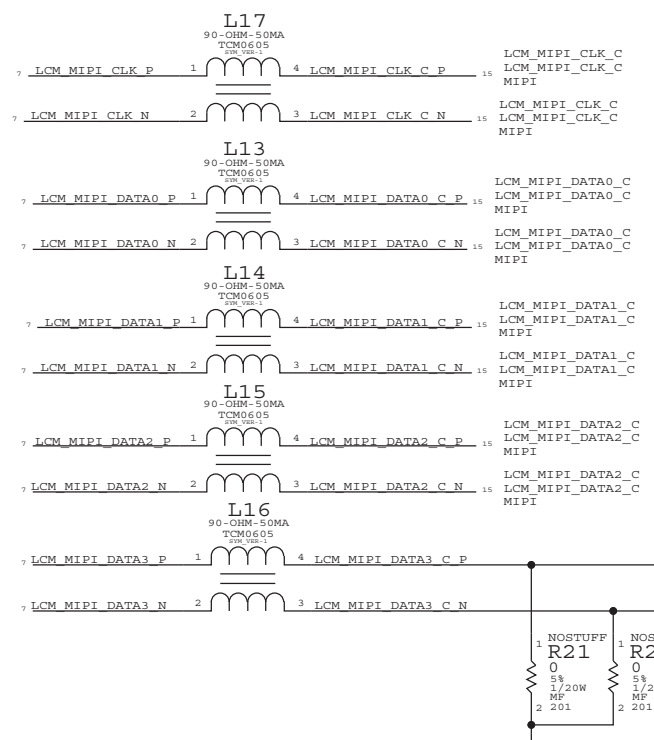 L17
90-OHM-50MA
TCM0605
SYM_VER-1
7 LCM_MIPI_CLK_P 1 4 LCM_MIPI_CLK_C_P 15
LCM_MIPI_CLK_C
LCM_MIPI_CLK_C
MIPI
7 LCM_MIPI_CLK_N 2 3 LCM_MIPI_CLK_C_N 15
LCM_MIPI_CLK_C
LCM_MIPI_CLK_C
MIPI
L13
90-OHM-50MA
TCM0605
SYM_VER-1
7 LCM_MIPI_DATA0_P 1 4 LCM_MIPI_DATA0_C_P 15
LCM_MIPI_DATA0_C
LCM_MIPI_DATA0_C
MIPI
7 LCM_MIPI_DATA0_N 2 3 LCM_MIPI_DATA0_C_N 15
LCM_MIPI_DATA0_C
LCM_MIPI_DATA0_C
MIPI
L14
90-OHM-50MA
TCM0605
SYM_VER-1
7 LCM_MIPI_DATA1_P 1 4 LCM_MIPI_DATA1_C_P 15
LCM_MIPI_DATA1_C
LCM_MIPI_DATA1_C
MIPI
7 LCM_MIPI_DATA1_N 2 3 LCM_MIPI_DATA1_C_N 15
LCM_MIPI_DATA1_C
LCM_MIPI_DATA1_C
MIPI
L15
90-OHM-50MA
TCM0605
SYM_VER-1
7 LCM_MIPI_DATA2_P 1 4 LCM_MIPI_DATA2_C_P 15
LCM_MIPI_DATA2_C
LCM_MIPI_DATA2_C
MIPI
7 LCM_MIPI_DATA2_N 2 3 LCM_MIPI_DATA2_C_N 15
LCM_MIPI_DATA2_C
LCM_MIPI_DATA2_C
MIPI
L16
90-OHM-50MA
TCM0605
SYM_VER-1
7 LCM_MIPI_DATA3_P 1 4 LCM_MIPI_DATA3_C_P
7 LCM_MIPI_DATA3_N 2 3 LCM_MIPI_DATA3_C_N
1 NOSTUFF
R21
0
5%
1/20W
MF
2 201
1 NOS
R2
0
5%
1/2
MF
2 201